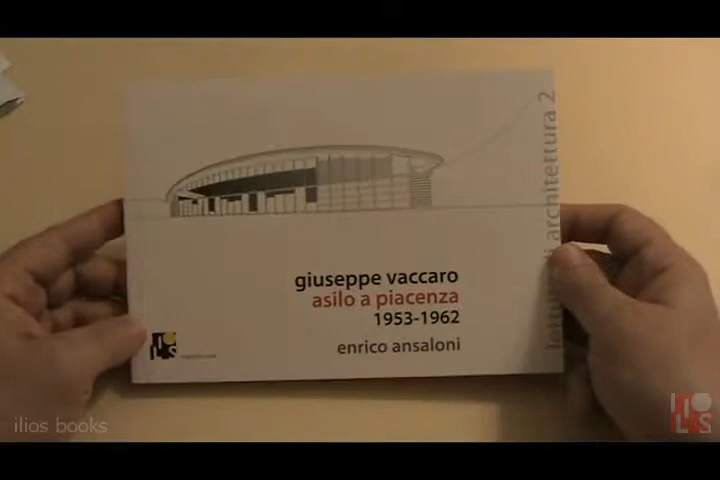 giuseppe vaccaro
asilo a piacenza
1953-1962
enrico ansaloni
architettura 2
ilios books